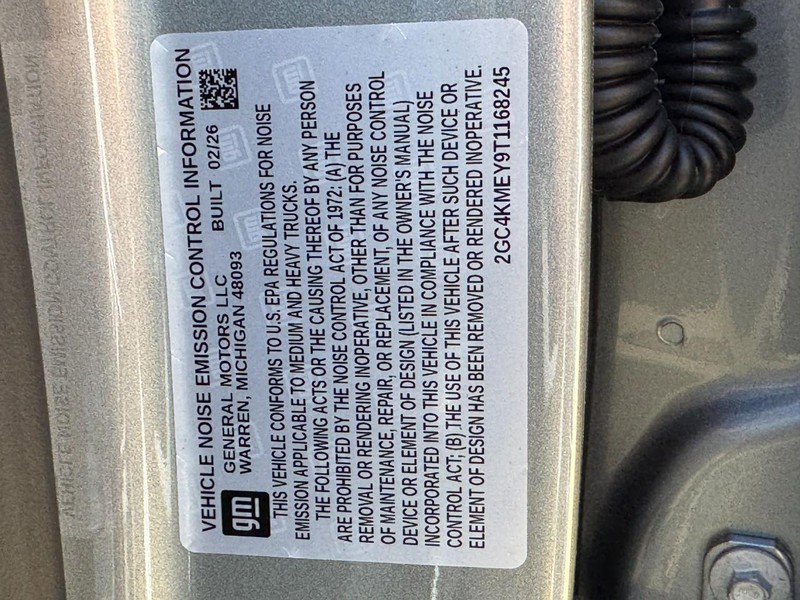 VEHICLE NOISE EMISSION CONTROL INFORMATION
gm
GENERAL MOTORS LLC
WARREN, MICHIGAN 48093
BUILT 02/26
THIS VEHICLE CONFORMS TO U.S. EPA REGULATIONS FOR NOISE
EMISSION APPLICABLE TO MEDIUM AND HEAVY TRUCKS.
THE FOLLOWING ACTS OR THE CAUSING THEREOF BY ANY PERSON
ARE PROHIBITED BY THE NOISE CONTROL ACT OF 1972: (A) THE
REMOVAL OR RENDERING INOPERATIVE, OTHER THAN FOR PURPOSES
OF MAINTENANCE, REPAIR, OR REPLACEMENT, OF ANY NOISE CONTROL
DEVICE OR ELEMENT OF DESIGN (LISTED IN THE OWNER'S MANUAL)
INCORPORATED INTO THIS VEHICLE IN COMPLIANCE WITH THE NOISE
CONTROL ACT; (B) THE USE OF THIS VEHICLE AFTER SUCH DEVICE OR
ELEMENT OF DESIGN HAS BEEN REMOVED OR RENDERED INOPERATIVE.
2GC4KMEY9T1168245